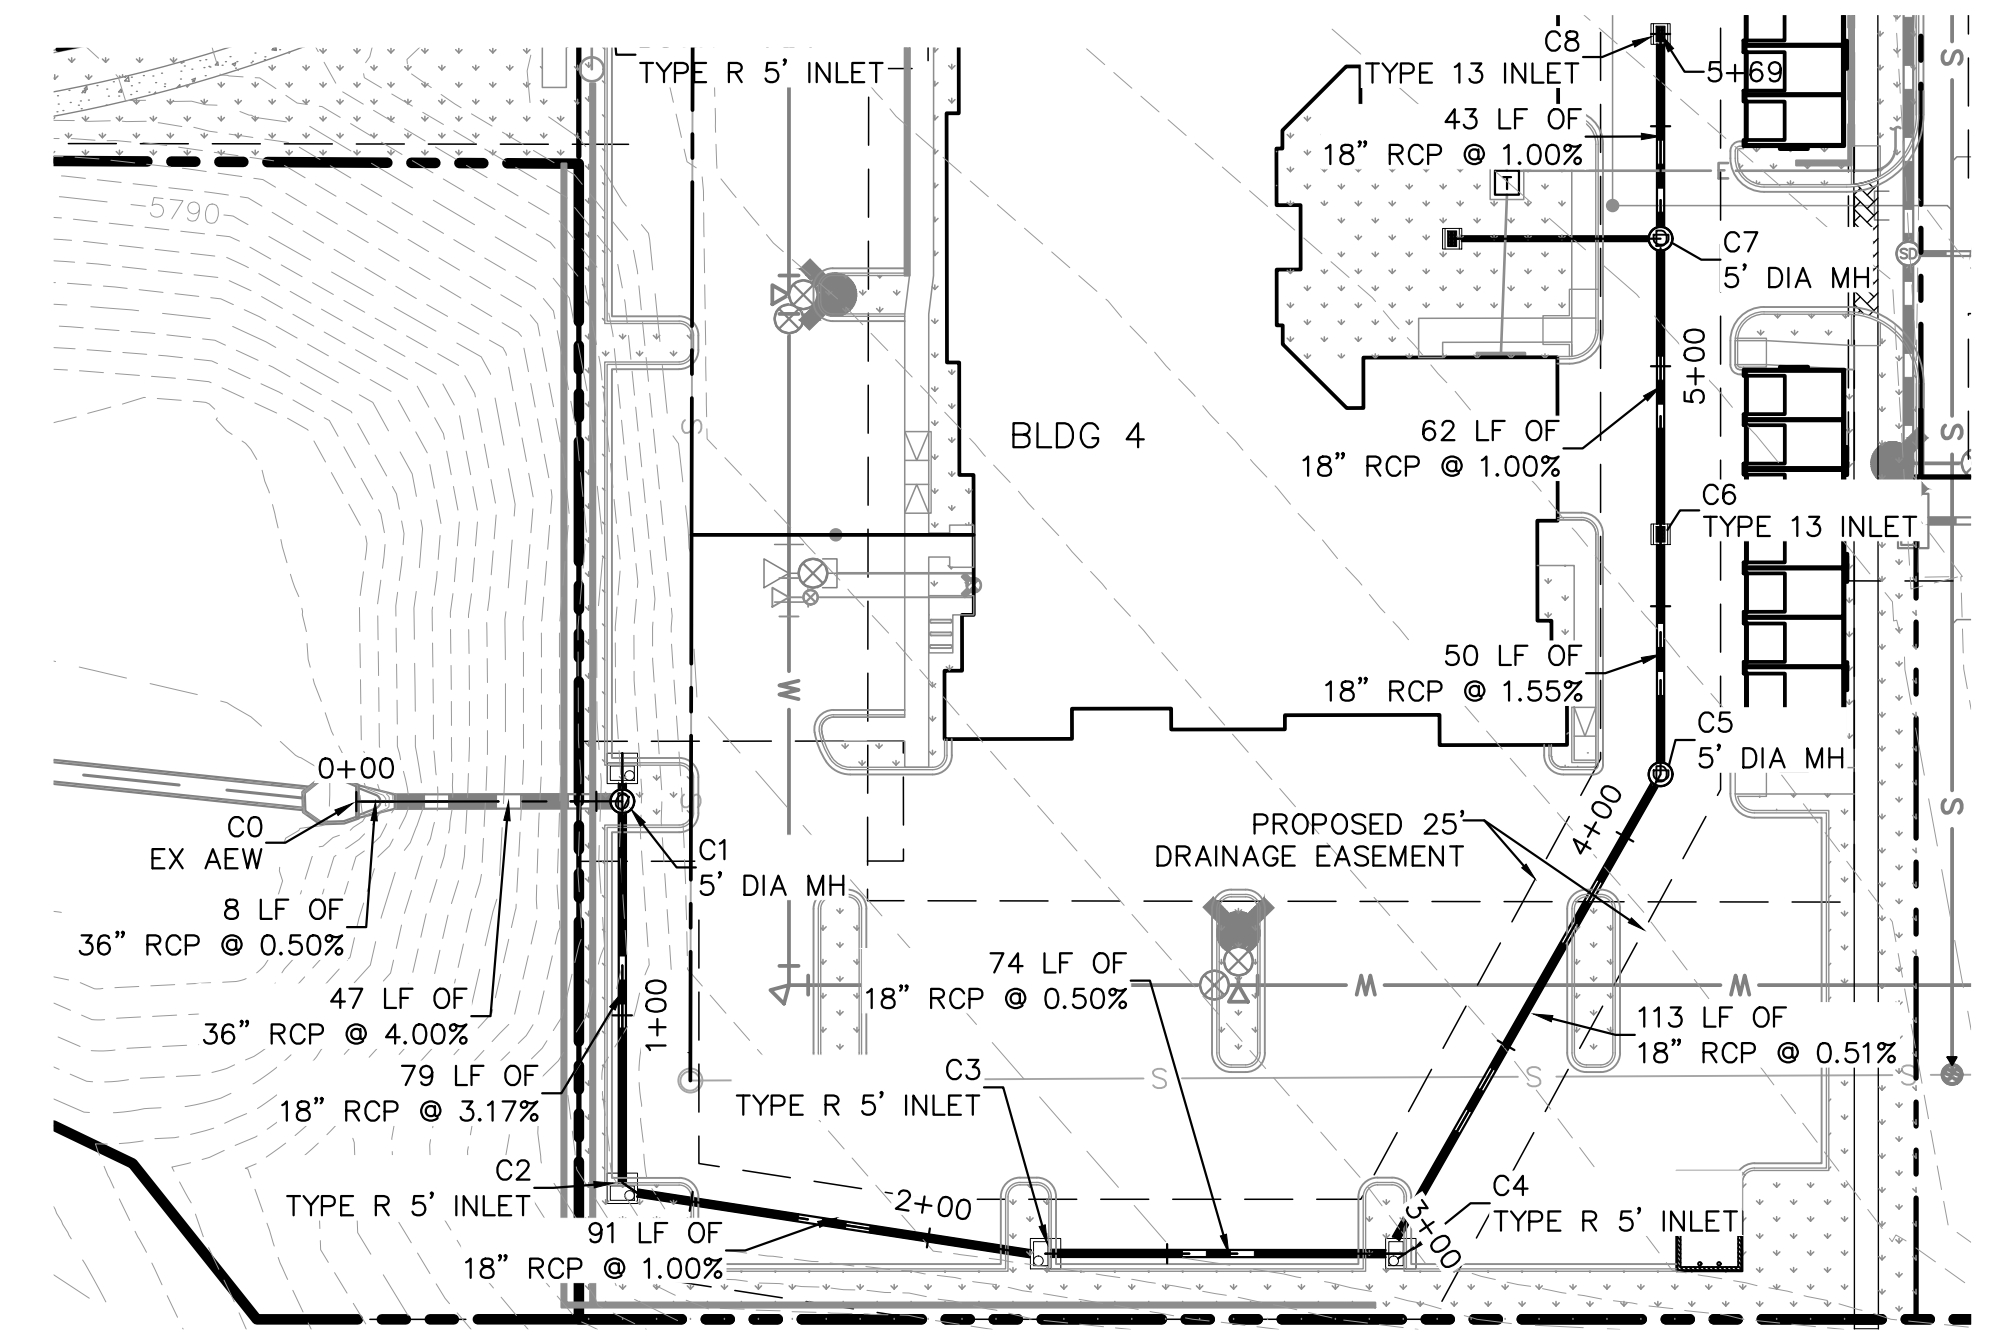 TYPE R 5' INLET
C8
TYPE 13 INLET
5+69
43 LF OF
18" RCP @ 1.00%
T
E
S
5790
C7
5' DIA MH
SD
5+00
S
BLDG 4
62 LF OF
18" RCP @ 1.00%
S
C6
TYPE 13 INLET
50 LF OF
18" RCP @ 1.55%
W
C5
5' DIA MH
0+00
C0
EX AEW
S
C1
5' DIA MH
PROPOSED 25'
DRAINAGE EASEMENT
4+00
S
8 LF OF
36" RCP @ 0.50%
47 LF OF
36" RCP @ 4.00%
1+00
74 LF OF
18" RCP @ 0.50%
W
W
113 LF OF
18" RCP @ 0.51%
79 LF OF
18" RCP @ 3.17%
C3
TYPE R 5' INLET
S
S
S
C2
TYPE R 5' INLET
2+00
91 LF OF
18" RCP @ 1.00%
3+00
C4
TYPE R 5' INLET